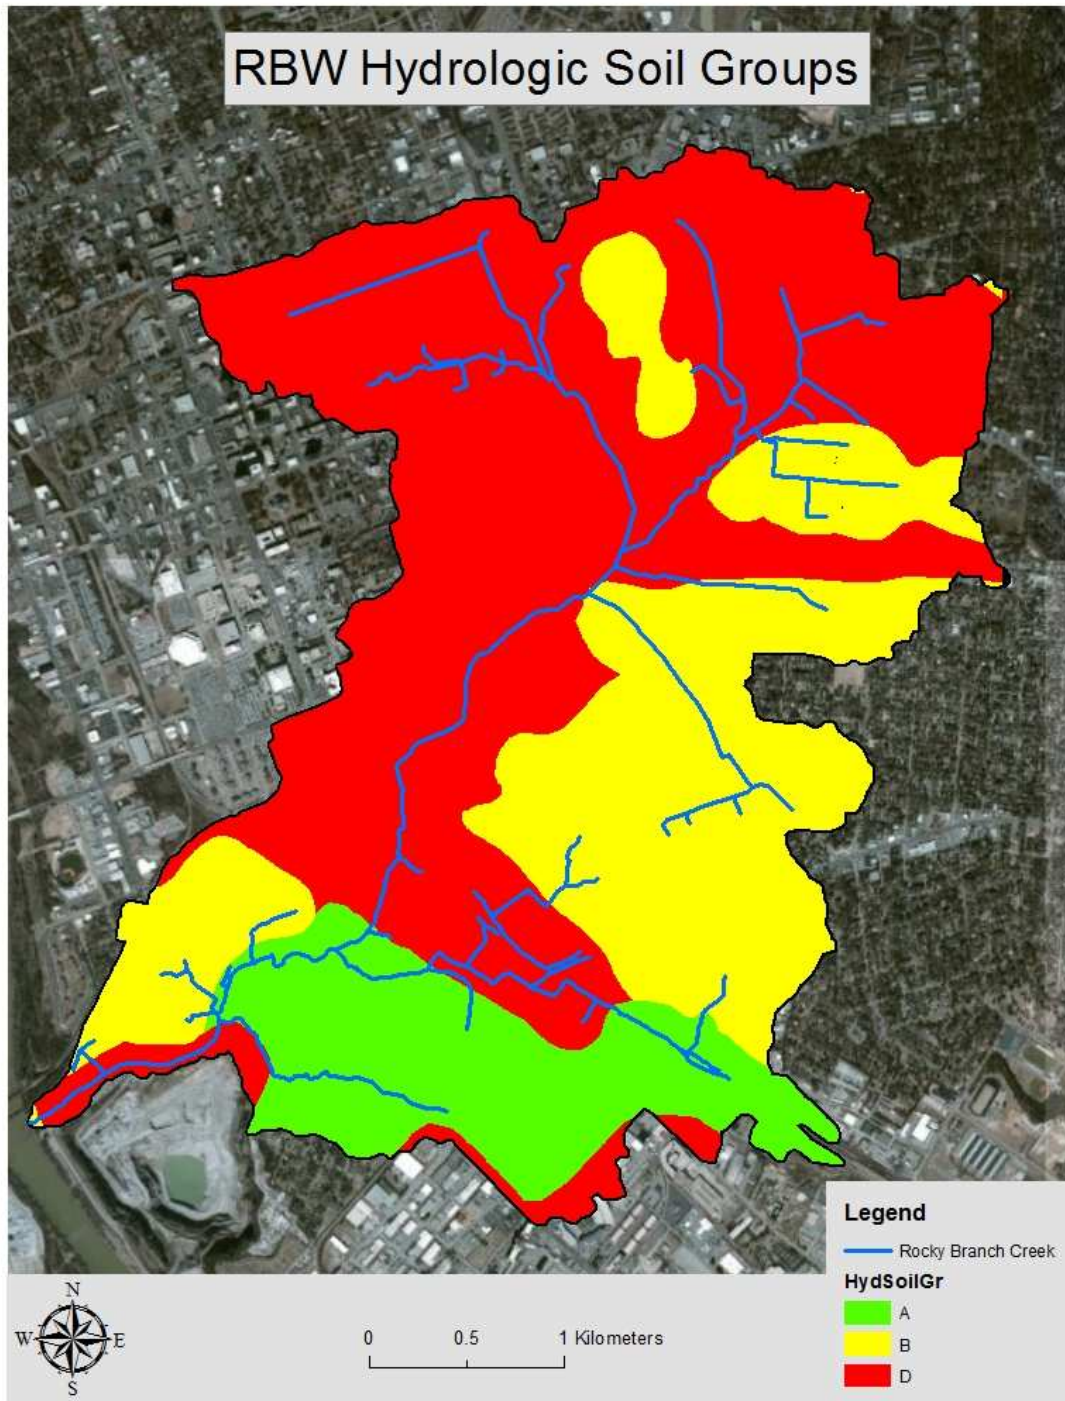 RBW Hydrologic Soil Groups
Legend
Rocky Branch Creek
HydSoilGr
A
B
D
N
W E
S
0 0.5 1 Kilometers